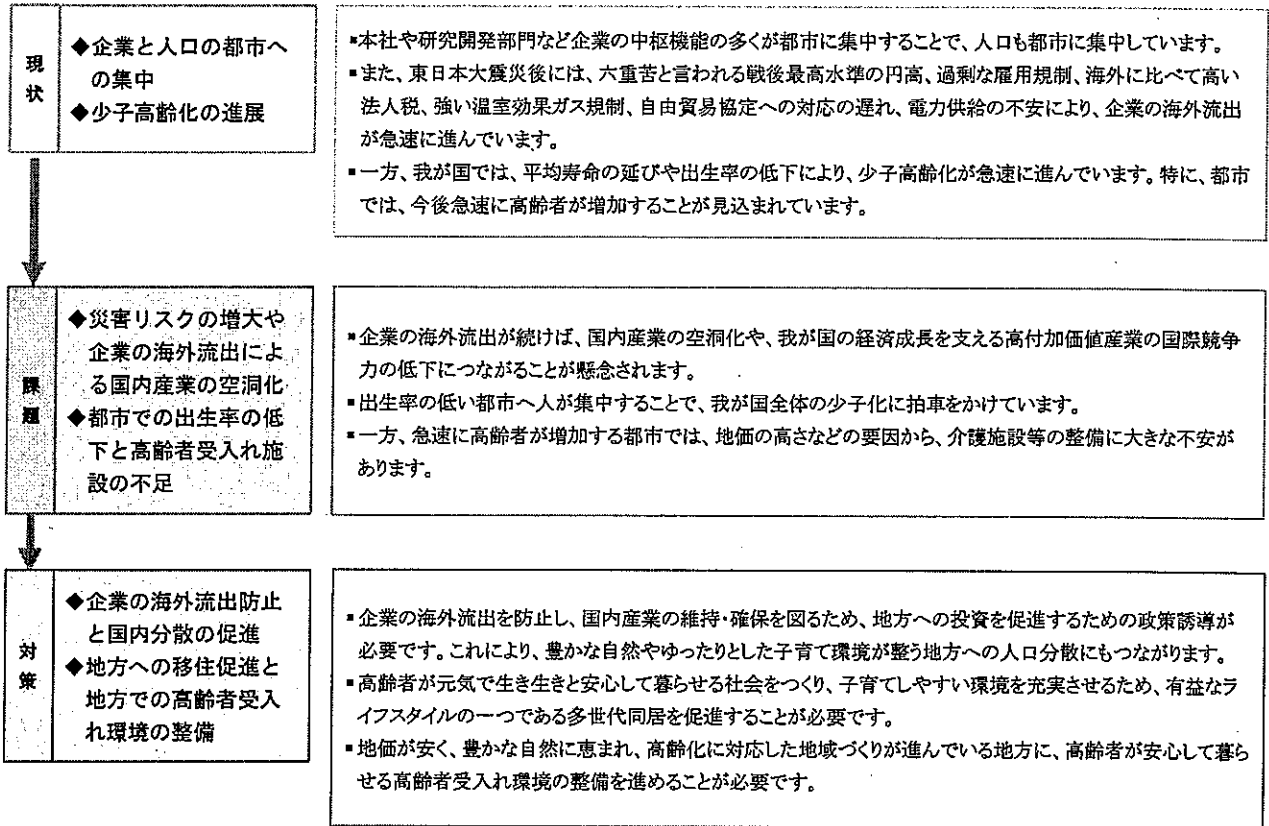 現状
◆企業と人口の都市へ
の集中
◆少子高齢化の進展
▪本社や研究開発部門など企業の中枢機能の多くが都市に集中することで、人口も都市に集中しています。
▪また、東日本大震災後には、六重苦と言われる戦後最高水準の円高、過剰な雇用規制、海外に比べて高い
法人税、強い温室効果ガス規制、自由貿易協定への対応の遅れ、電力供給の不安により、企業の海外流出
が急速に進んでいます。
▪一方、我が国では、平均寿命の延びや出生率の低下により、少子高齢化が急速に進んでいます。特に、都市
では、今後急速に高齢者が増加することが見込まれています。
課題
◆災害リスクの増大や
企業の海外流出によ
る国内産業の空洞化
◆都市での出生率の低
下と高齢者受入れ施
設の不足
▪企業の海外流出が続けば、国内産業の空洞化や、我が国の経済成長を支える高付加価値産業の国際競争
力の低下につながることが懸念されます。
▪出生率の低い都市へ人が集中することで、我が国全体の少子化に拍車をかけています。
▪一方、急速に高齢者が増加する都市では、地価の高さなどの要因から、介護施設等の整備に大きな不安が
あります。
対策
◆企業の海外流出防止
と国内分散の促進
◆地方への移住促進と
地方での高齢者受入
れ環境の整備
▪企業の海外流出を防止し、国内産業の維持・確保を図るため、地方への投資を促進するための政策誘導が
必要です。これにより、豊かな自然やゆったりとした子育て環境が整う地方への人口分散にもつながります。
▪高齢者が元気で生き生きと安心して暮らせる社会をつくり、子育てしやすい環境を充実させるため、有益なラ
イフスタイルの一つである多世代同居を促進することが必要です。
▪地価が安く、豊かな自然に恵まれ、高齢化に対応した地域づくりが進んでいる地方に、高齢者が安心して暮ら
せる高齢者受入れ環境の整備を進めることが必要です。